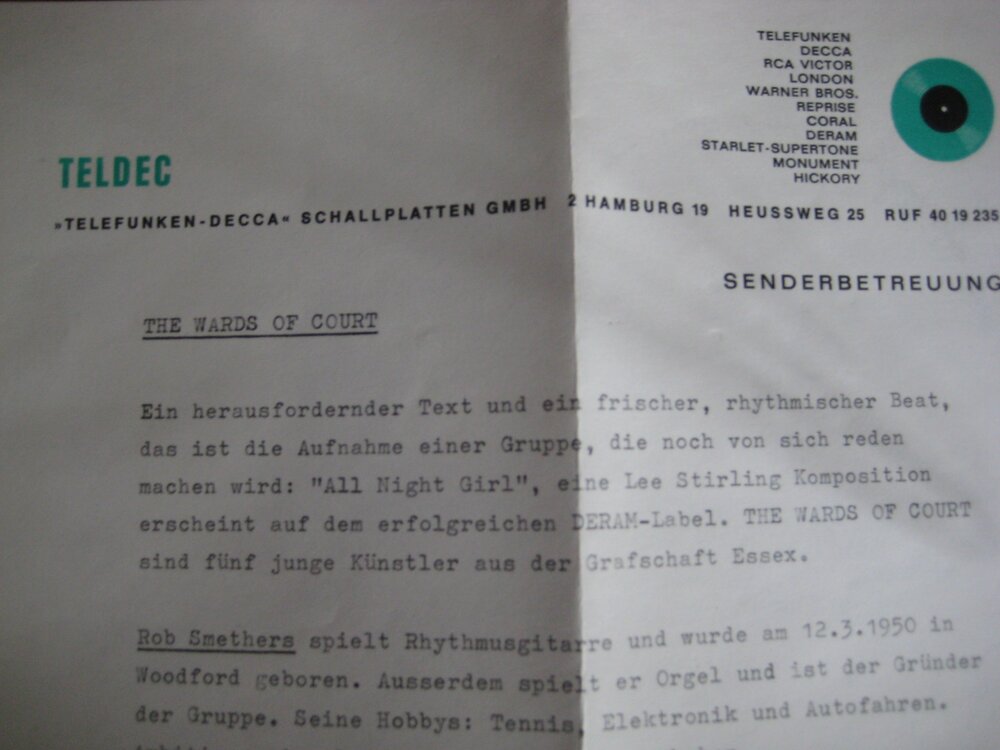 TELEFUNKEN
DECCA
RCA VICTOR
LONDON
WARNER BROS.
REPRISE
CORAL
DERAM
STARLET-SUPERTONE
MONUMENT
HICKORY
TELDEC
»TELEFUNKEN-DECCA« SCHALLPLATTEN GMBH 2 HAMBURG 19 HEUSSWEG 25 RUF 40 19 235
SENDERBETREUUNG
THE WARDS OF COURT
Ein herausfordernder Text und ein frischer, rhythmischer Beat,
das ist die Aufnahme einer Gruppe, die noch von sich reden
machen wird: "All Night Girl", eine Lee Stirling Komposition
erscheint auf dem erfolgreichen DERAM-Label. THE WARDS OF COURT
sind fünf junge Künstler aus der Grafschaft Essex.
Rob Smethers spielt Rhythmusgitarre und wurde am 12.3.1950 in
Woodford geboren. Ausserdem spielt er Orgel und ist der Gründer
der Gruppe. Seine Hobbys: Tennis, Elektronik und Autofahren.